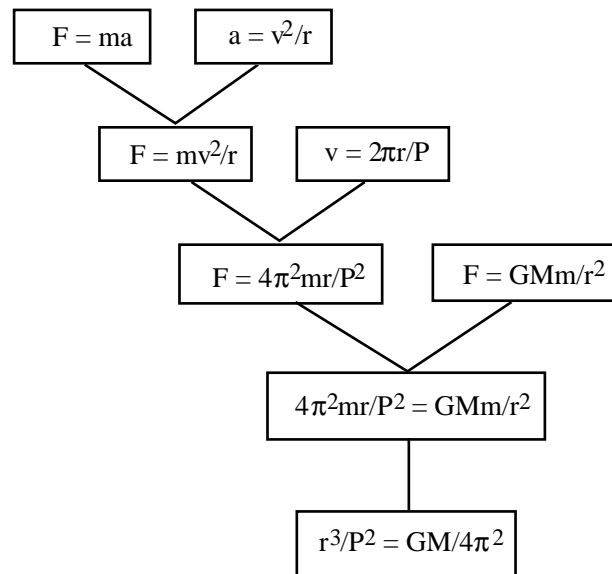 F = ma
a = v²/r
F = mv²/r
v = 2πr/P
F = 4π²mr/P²
F = GMm/r²
4π²mr/P² = GMm/r²
r³/P² = GM/4π²